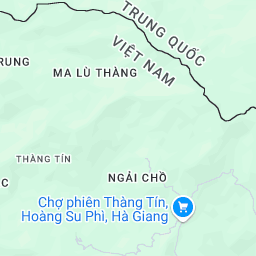 TRUNG QUỐC
VIỆT NAM
RUNG
MA LÙ THÀNG
THÀNG TÍN
NGẢI CHỒ
C
Chợ phiên Thàng Tín,
Hoàng Su Phì, Hà Giang